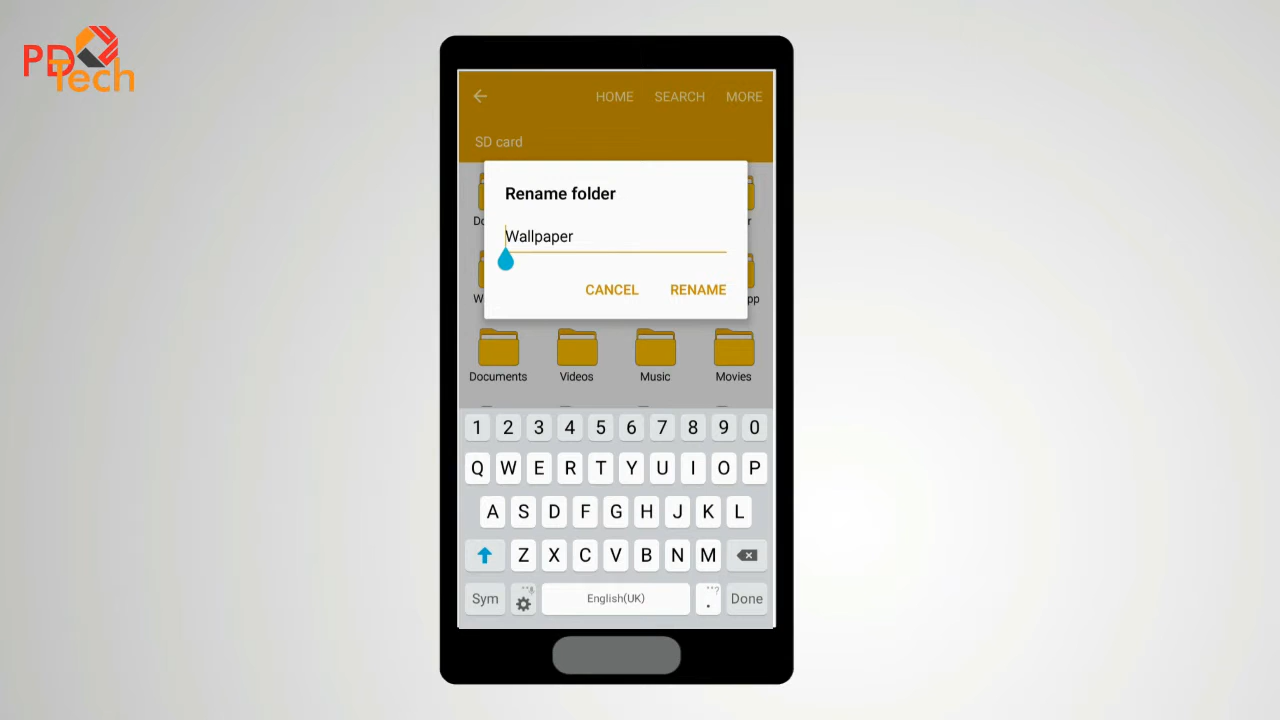 PD
Tech
HOME SEARCH MORE
SD card
Rename folder
Wallpaper
CANCEL RENAME
Documents Videos Music Movies
1 2 3 4 5 6 7 8 9 0
Q W E R T Y U I O P
A S D F G H J K L
Z X C V B N M
Sym English(UK) . Done